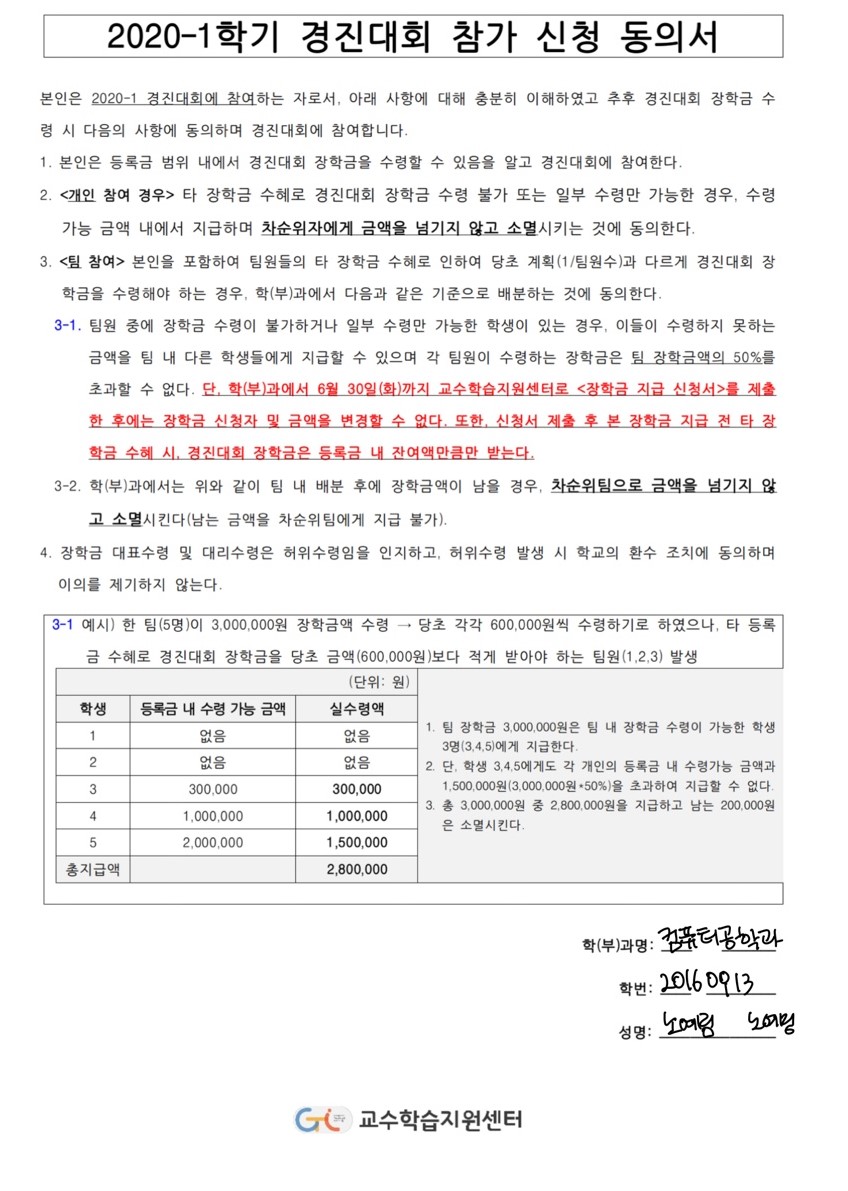 2020-1학기 경진대회 참가 신청 동의서
본인은 2020-1 경진대회에 참여하는 자로서, 아래 사항에 대해 충분히 이해하였고 추후 경진대회 장학금 수
령 시 다음의 사항에 동의하며 경진대회에 참여합니다.
1. 본인은 등록금 범위 내에서 경진대회 장학금을 수령할 수 있음을 알고 경진대회에 참여한다.
2. <개인 참여 경우> 타 장학금 수혜로 경진대회 장학금 수령 불가 또는 일부 수령만 가능한 경우, 수령
가능 금액 내에서 지급하며 차순위자에게 금액을 넘기지 않고 소멸시키는 것에 동의한다.
3. <팀 참여> 본인을 포함하여 팀원들의 타 장학금 수혜로 인하여 당초 계획(1/팀원수)과 다르게 경진대회 장
학금을 수령해야 하는 경우, 학(부)과에서 다음과 같은 기준으로 배분하는 것에 동의한다.
3-1. 팀원 중에 장학금 수령이 불가하거나 일부 수령만 가능한 학생이 있는 경우, 이들이 수령하지 못하는
금액을 팀 내 다른 학생들에게 지급할 수 있으며 각 팀원이 수령하는 장학금은 팀 장학금액의 50%를
초과할 수 없다. 단, 학(부)과에서 6월 30일(화)까지 교수학습지원센터로 <장학금 지급 신청서>를 제출
한 후에는 장학금 신청자 및 금액을 변경할 수 없다. 또한, 신청서 제출 후 본 장학금 지급 전 타 장
학금 수혜 시, 경진대회 장학금은 등록금 내 잔여액만큼만 받는다.
3-2. 학(부)과에서는 위와 같이 팀 내 배분 후에 장학금액이 남을 경우, 차순위팀으로 금액을 넘기지 않
고 소멸시킨다(남는 금액을 차순위팀에게 지급 불가).
4. 장학금 대표수령 및 대리수령은 허위수령임을 인지하고, 허위수령 발생 시 학교의 환수 조치에 동의하며
이의를 제기하지 않는다.
3-1 예시) 한 팀(5명)이 3,000,000원 장학금액 수령 → 당초 각각 600,000원씩 수령하기로 하였으나, 타 등록
금 수혜로 경진대회 장학금을 당초 금액(600,000원)보다 적게 받아야 하는 팀원(1,2,3) 발생
(단위: 원)
학생 등록금 내 수령 가능 금액 실수령액
1 없음 없음
2 없음 없음
3 300,000 300,000
4 1,000,000 1,000,000
5 2,000,000 1,500,000
총지급액 2,800,000
1. 팀 장학금 3,000,000원은 팀 내 장학금 수령이 가능한 학생
3명(3,4,5)에게 지급한다.
2. 단, 학생 3,4,5에게도 각 개인의 등록금 내 수령가능 금액과
1,500,000원(3,000,000원*50%)을 초과하여 지급할 수 없다.
3. 총 3,000,000원 중 2,800,000원을 지급하고 남는 200,000원
은 소멸시킨다.
학(부)과명: 컴퓨터공학과
학번: 20160913
성명: 노여림 노여림
교수학습지원센터